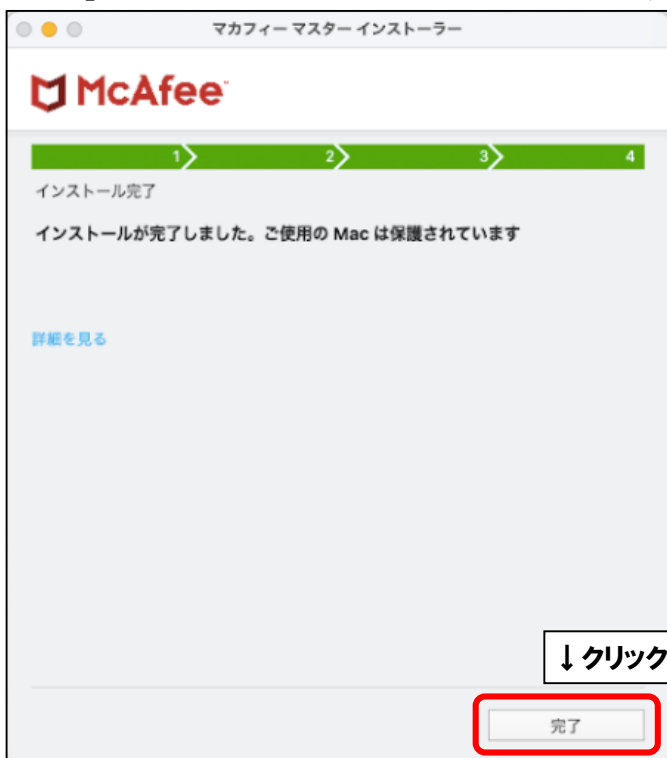 マカフィー マスター インストーラー
McAfee™
1 2 3 4
インストール完了
インストールが完了しました。ご使用の Mac は保護されています
詳細を見る
↓クリック
完了